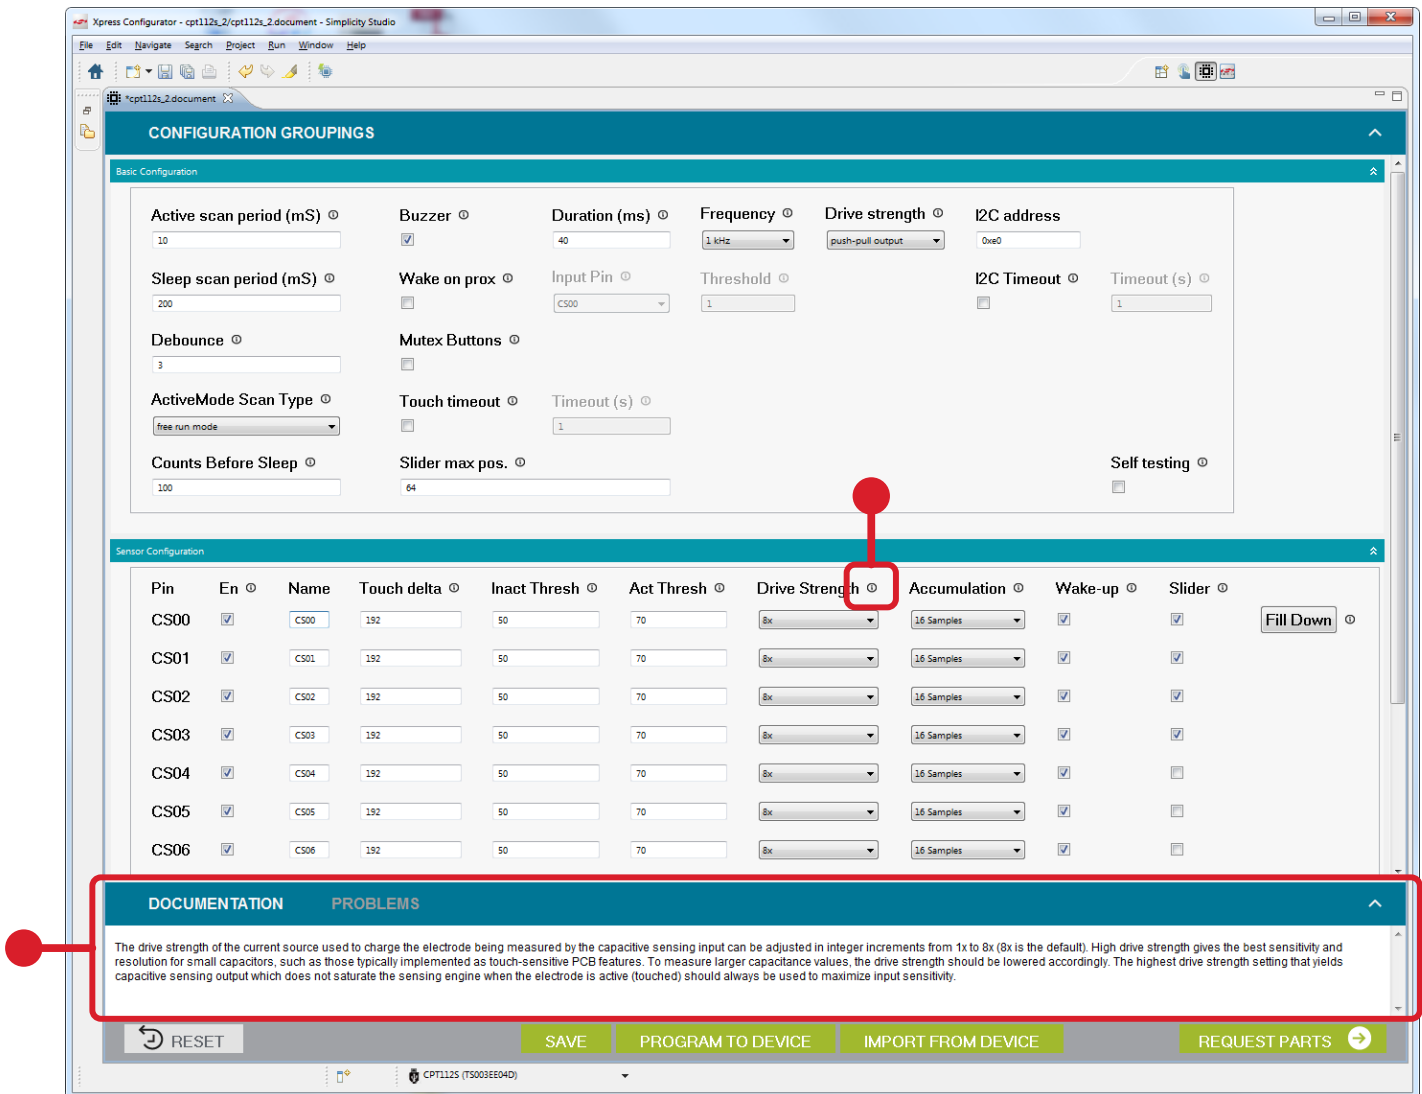 Xpress Configurator - cpt112s_2/cpt112s_2.document - Simplicity Studio
File Edit Navigate Search Project Run Window Help
*cpt112s_2.document
CONFIGURATION GROUPINGS
Basic Configuration
Active scan period (mS) Buzzer Duration (ms) Frequency Drive strength I2C address
10 40 1 kHz push-pull output 0xe0
Sleep scan period (mS) Wake on prox Input Pin Threshold I2C Timeout Timeout (s)
200 CS00 1 1
Debounce Mutex Buttons
3
ActiveMode Scan Type Touch timeout Timeout (s)
free run mode 1
Counts Before Sleep Slider max pos. Self testing
100 64
Sensor Configuration
Pin En Name Touch delta Inact Thresh Act Thresh Drive Strength Accumulation Wake-up Slider
CS00 CS00 192 50 70 8x 16 Samples Fill Down
CS01 CS01 192 50 70 8x 16 Samples
CS02 CS02 192 50 70 8x 16 Samples
CS03 CS03 192 50 70 8x 16 Samples
CS04 CS04 192 50 70 8x 16 Samples
CS05 CS05 192 50 70 8x 16 Samples
CS06 CS06 192 50 70 8x 16 Samples
DOCUMENTATION PROBLEMS
The drive strength of the current source used to charge the electrode being measured by the capacitive sensing input can be adjusted in integer increments from 1x to 8x (8x is the default). High drive strength gives the best sensitivity and
resolution for small capacitors, such as those typically implemented as touch-sensitive PCB features. To measure larger capacitance values, the drive strength should be lowered accordingly. The highest drive strength setting that yields
capacitive sensing output which does not saturate the sensing engine when the electrode is active (touched) should always be used to maximize input sensitivity.
RESET SAVE PROGRAM TO DEVICE IMPORT FROM DEVICE REQUEST PARTS
CPT112S (TS003EE04D)